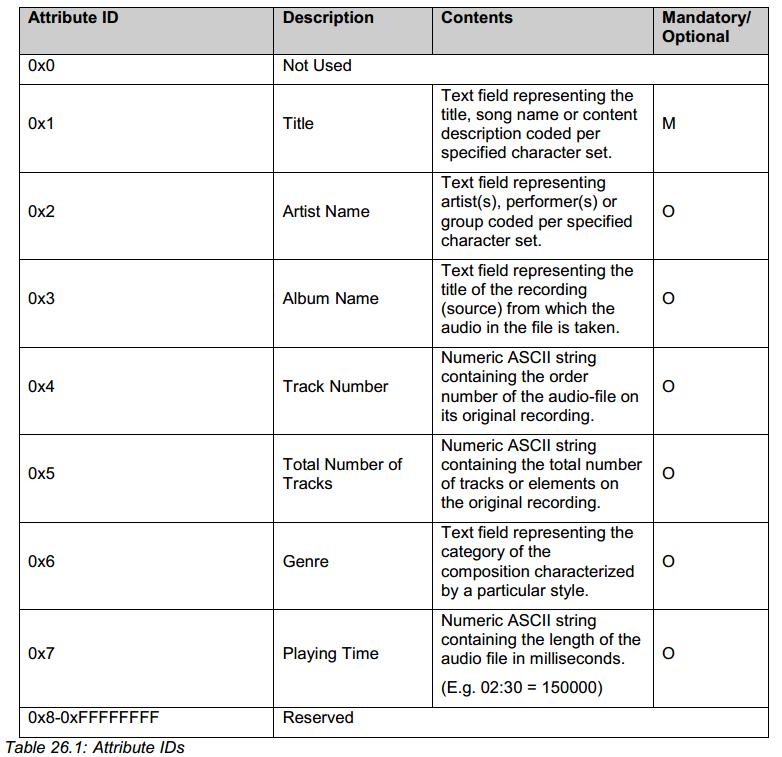 Attribute ID Description Contents Mandatory/
Optional
0x0 Not Used
0x1 Title Text field representing the
title, song name or content
description coded per
specified character set. M
0x2 Artist Name Text field representing
artist(s), performer(s) or
group coded per specified
character set. O
0x3 Album Name Text field representing the
title of the recording
(source) from which the
audio in the file is taken. O
0x4 Track Number Numeric ASCII string
containing the order
number of the audio-file on
its original recording. O
0x5 Total Number of
Tracks Numeric ASCII string
containing the total number
of tracks or elements on
the original recording. O
0x6 Genre Text field representing the
category of the
composition characterized
by a particular style. O
0x7 Playing Time Numeric ASCII string
containing the length of the
audio file in milliseconds.
(E.g. 02:30 = 150000) O
0x8-0xFFFFFFFF Reserved
Table 26.1: Attribute IDs